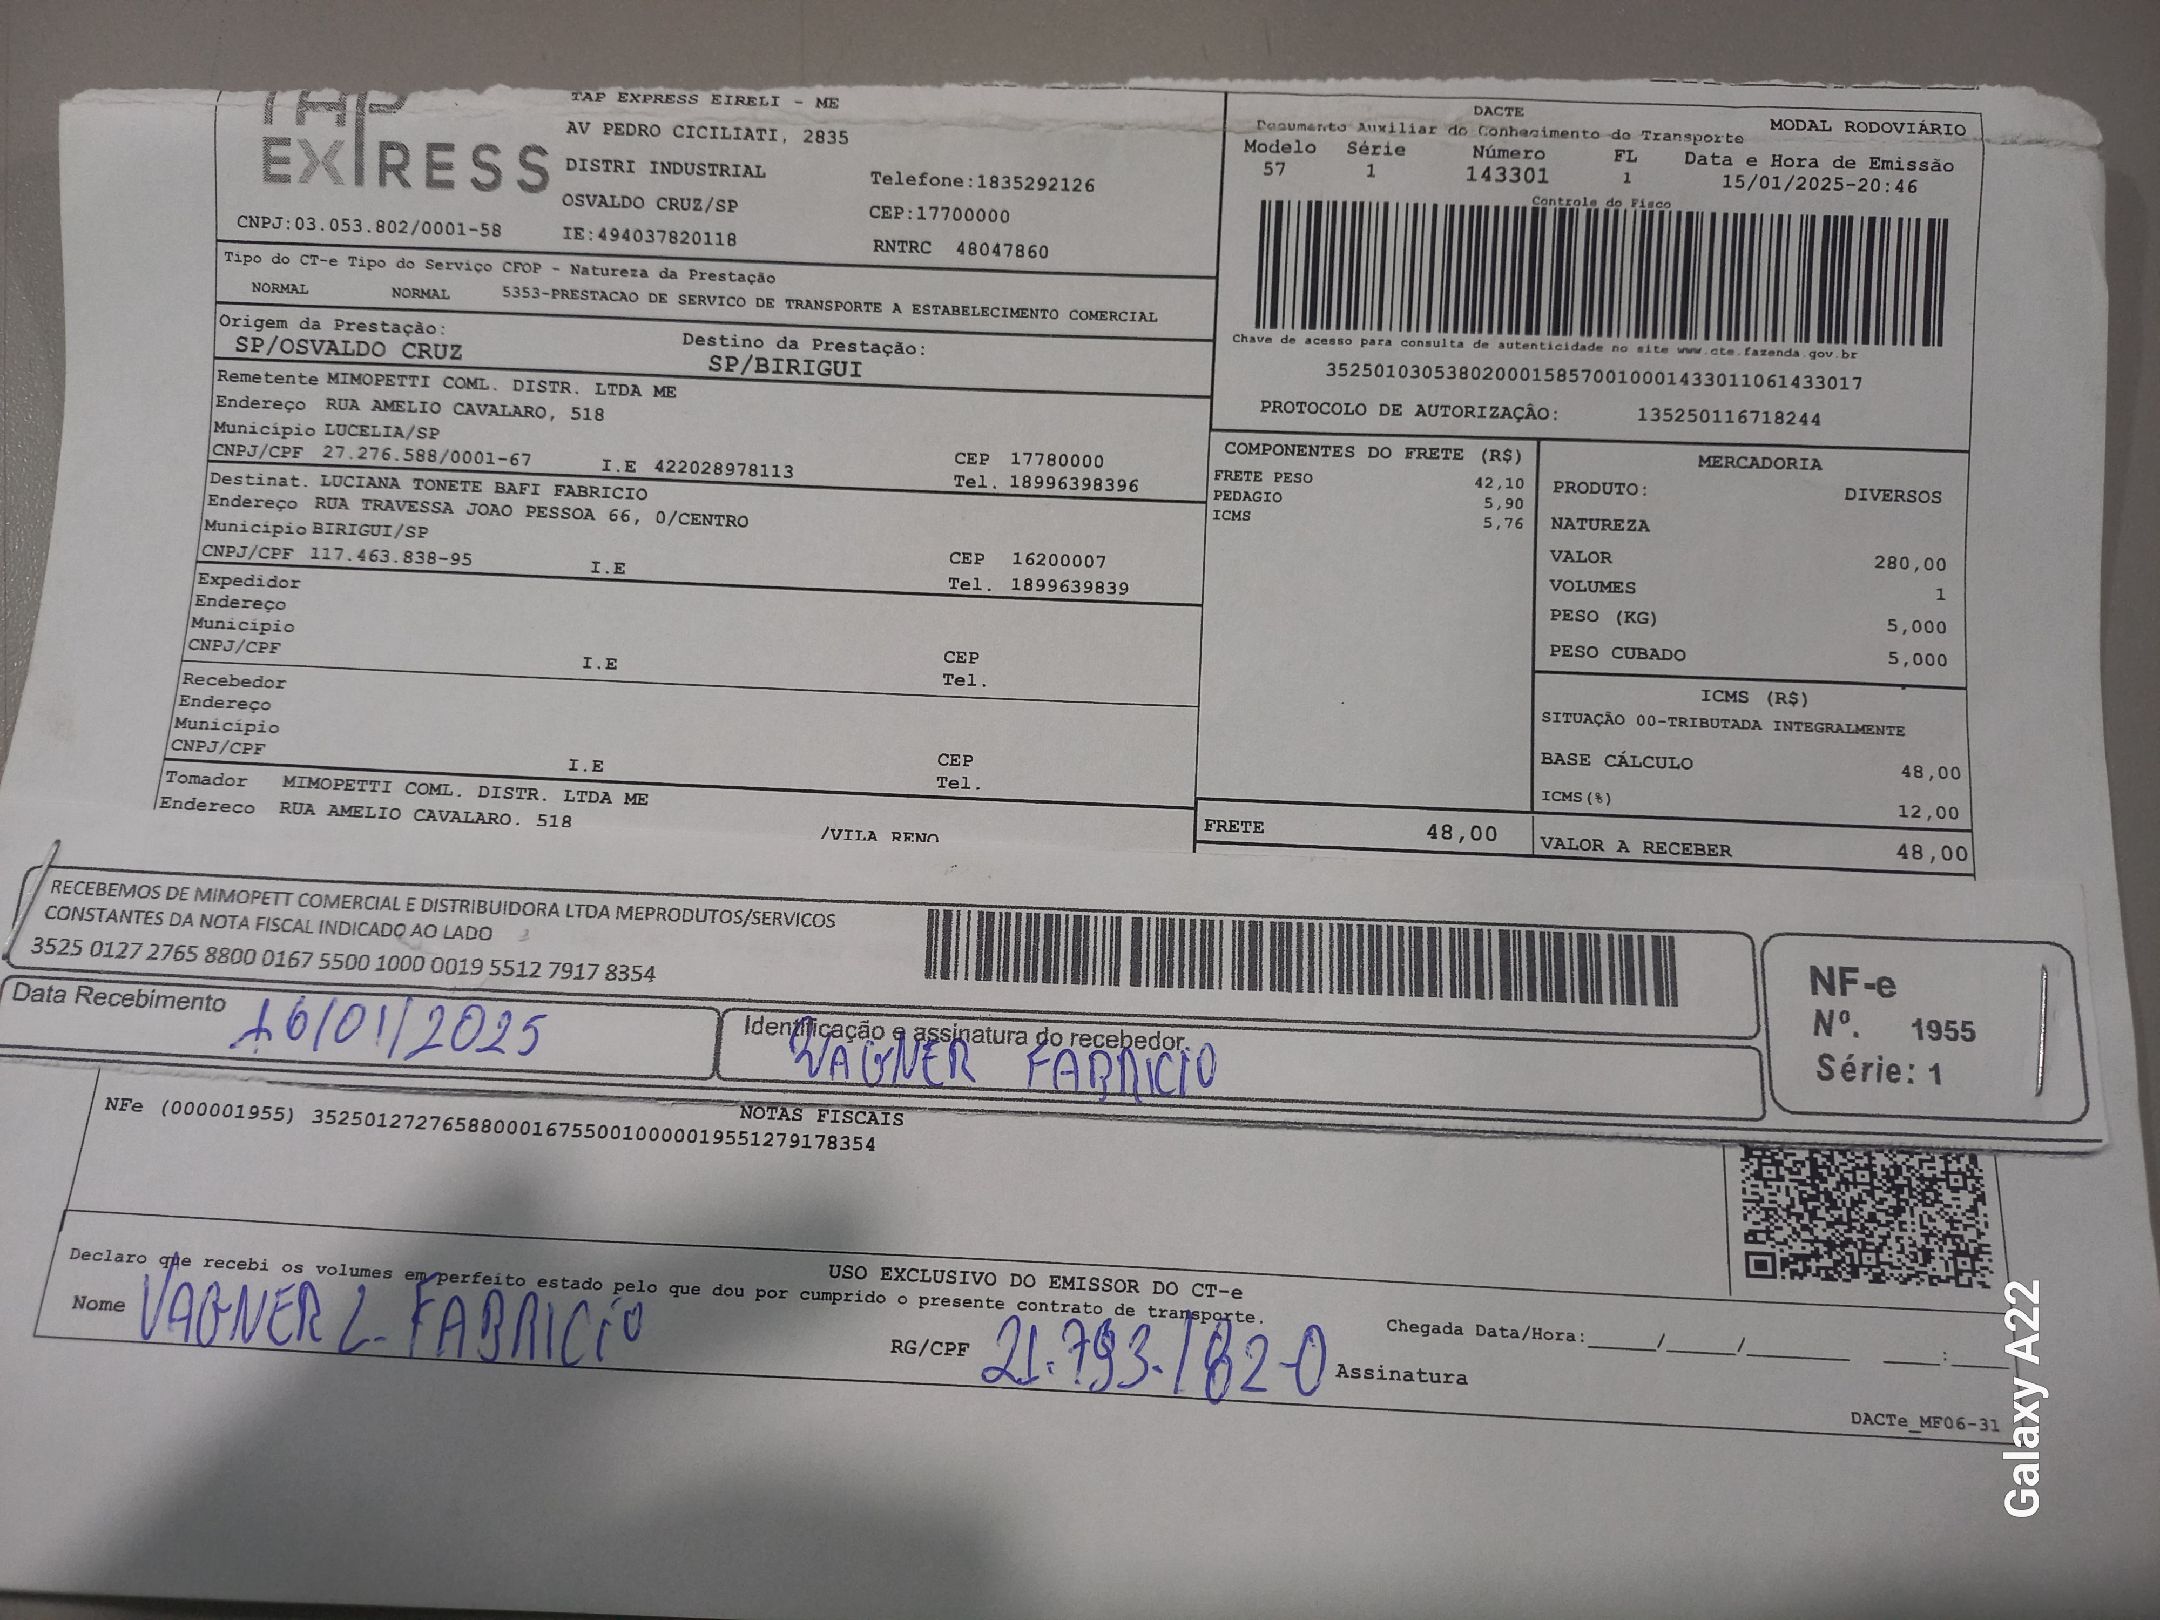 TAP
EXPRESS
CNPJ:03.053.802/0001-58
TAP EXPRESS EIRELI - ME
AV PEDRO CICILIATI, 2835
DISTRI INDUSTRIAL
OSVALDO CRUZ/SP
IE:494037820118
Telefone:1835292126
CEP:17700000
RNTRC 48047860
DACTE
Documento Auxiliar do Conhecimento do Transporte
MODAL RODOVIÁRIO
Modelo Série Número FL Data e Hora de Emissão
57 1 143301 1 15/01/2025-20:46
Controle do Fisco
Chave de acesso para consulta de autenticidade no site www.cte.fazenda.gov.br
35250103053802000158570010001433011061433017
PROTOCOLO DE AUTORIZAÇÃO: 135250116718244
Tipo do CT-e Tipo do Serviço CFOP - Natureza da Prestação
NORMAL NORMAL 5353-PRESTACAO DE SERVICO DE TRANSPORTE A ESTABELECIMENTO COMERCIAL
Origem da Prestação: Destino da Prestação:
SP/OSVALDO CRUZ SP/BIRIGUI
Remetente MIMOPETTI COML. DISTR. LTDA ME
Endereço RUA AMELIO CAVALARO, 518
Município LUCELIA/SP
CNPJ/CPF 27.276.588/0001-67 I.E 422028978113
CEP 17780000
Tel. 18996398396
Destinat. LUCIANA TONETE BAFI FABRICIO
Endereço RUA TRAVESSA JOAO PESSOA 66, 0/CENTRO
Município BIRIGUI/SP
CNPJ/CPF 117.463.838-95 I.E
CEP 16200007
Tel. 1899639839
Expedidor
Endereço
Município
CNPJ/CPF I.E
CEP
Tel.
Recebedor
Endereço
Município
CNPJ/CPF I.E
CEP
Tel.
Tomador MIMOPETTI COML. DISTR. LTDA ME
Endereco RUA AMELIO CAVALARO. 518 /VILA RENO
COMPONENTES DO FRETE (R$)
FRETE PESO 42,10
PEDAGIO 5,90
ICMS 5,76
MERCADORIA
PRODUTO: DIVERSOS
NATUREZA
VALOR 280,00
VOLUMES 1
PESO (KG) 5,000
PESO CUBADO 5,000
ICMS (R$)
SITUAÇÃO 00-TRIBUTADA INTEGRALMENTE
BASE CÁLCULO 48,00
ICMS(%) 12,00
FRETE 48,00
VALOR A RECEBER 48,00
RECEBEMOS DE MIMOPETT COMERCIAL E DISTRIBUIDORA LTDA MEPRODUTOS/SERVICOS
CONSTANTES DA NOTA FISCAL INDICADO AO LADO
3525 0127 2765 8800 0167 5500 1000 0019 5512 7917 8354
Data Recebimento
16/01/2025
Identificação e assinatura do recebedor.
WAGNER FABRICIO
NF-e
Nº. 1955
Série: 1
NOTAS FISCAIS
NFe (000001955) 35250127276588000167550010000019551279178354
USO EXCLUSIVO DO EMISSOR DO CT-e
Declaro que recebi os volumes em perfeito estado pelo que dou por cumprido o presente contrato de transporte.
Nome VAGNER L. FABRICIO
RG/CPF 21.793.182-0
Assinatura
Chegada Data/Hora:_____/_____/_______ ____:____
DACTe_MF06-31
Galaxy A22